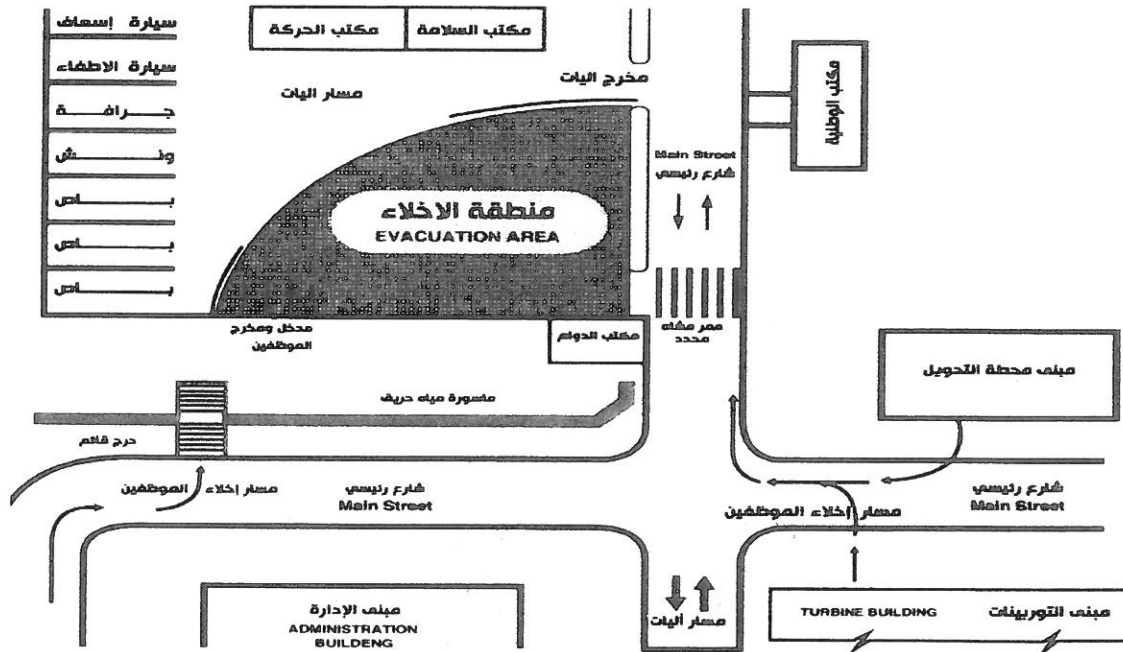 سيارة إسعاف
سيارة الاطفاء
جرافة
ونش
باص
باص
باص
مكتب الحركة
مكتب السلامة
مسار اليات
مخرج اليات
مكتب الوطنية
Main Street
شارع رئيسي
منطقة الاخلاء
EVACUATION AREA
ممر مشاه
محدد
مدخل ومخرج
الموظفين
مكتب الدوام
مبنى محطة التحويل
ماسورة مياه حريق
درج قائم
مسار إخلاء الموظفين
شارع رئيسي
Main Street
مسار إخلاء الموظفين
شارع رئيسي
Main Street
مبنى الإدارة
ADMINISTRATION
BUILDENG
مسار أليات
TURBINE BUILDING
مبنى التوربينات